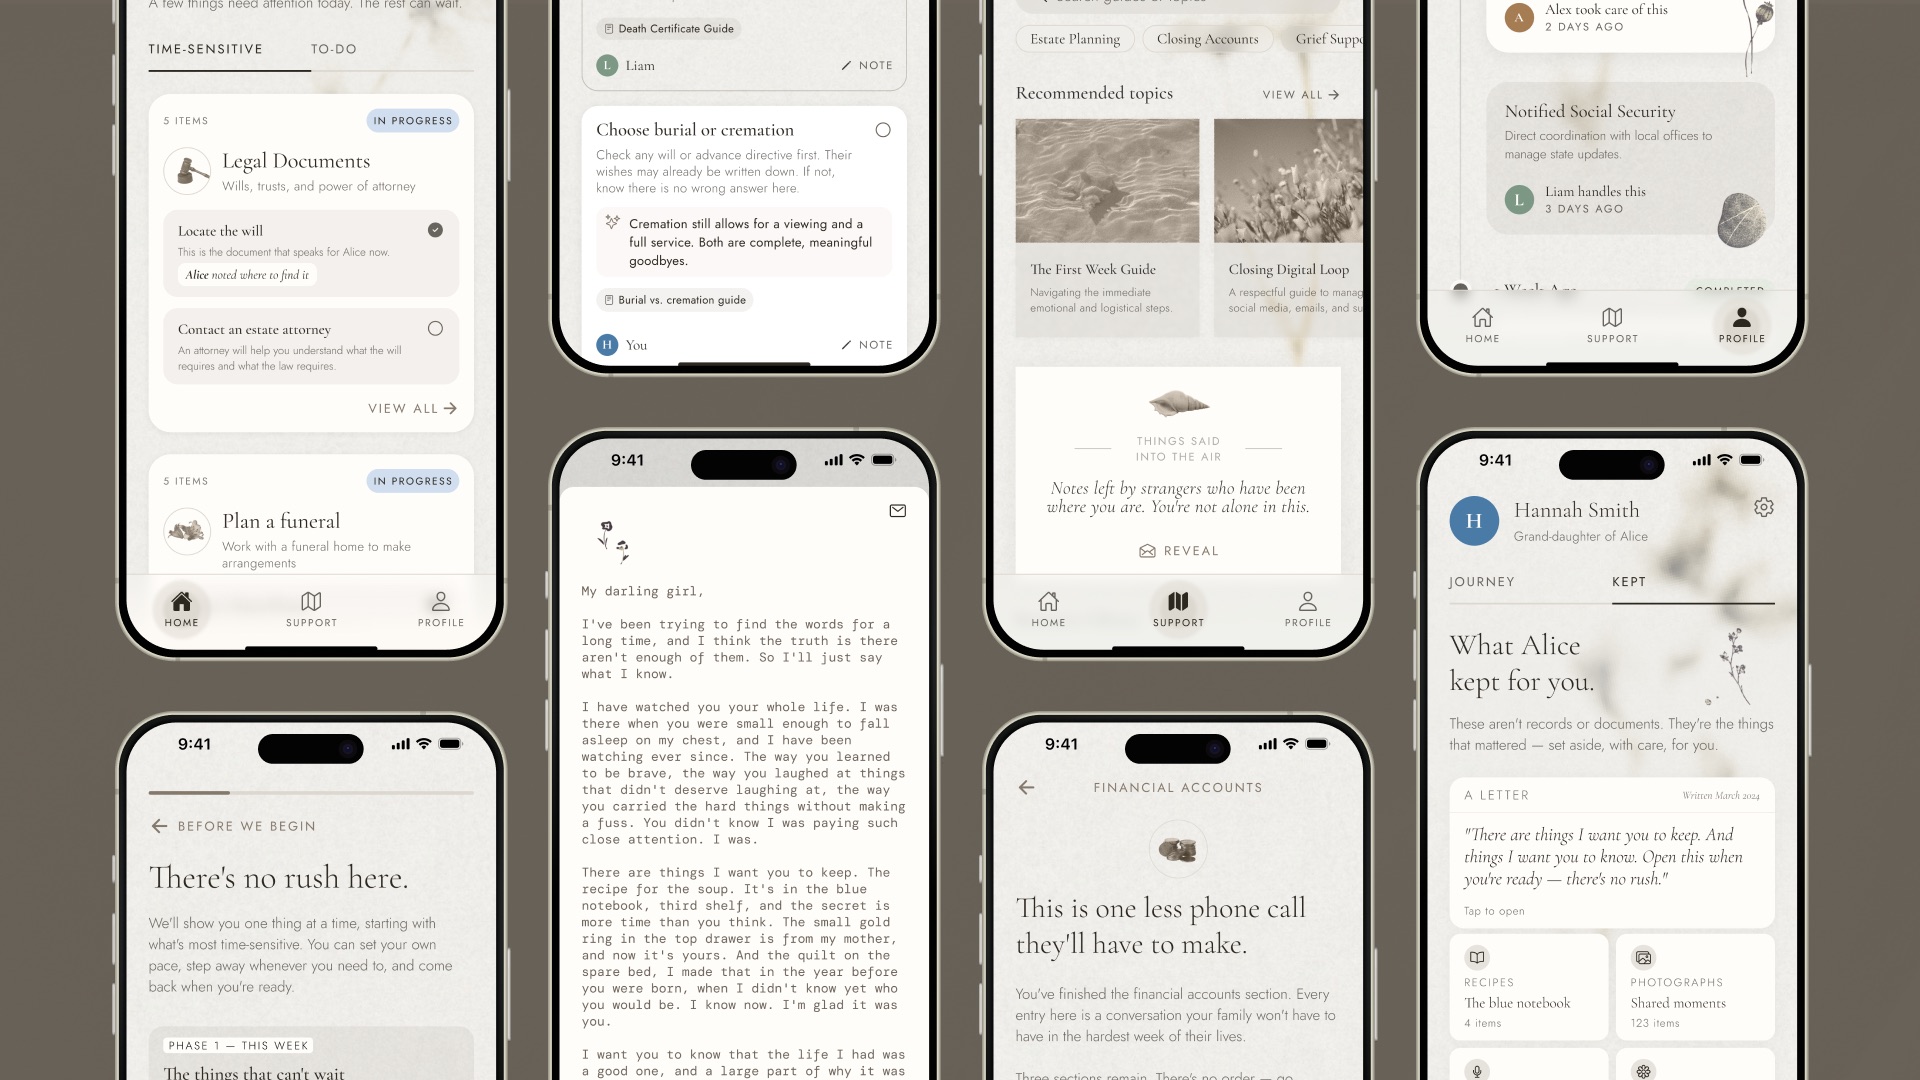 A few things need attention today. The rest can wait.
TIME-SENSITIVE
TO-DO
5 ITEMS
IN PROGRESS
Legal Documents
Wills, trusts, and power of attorney
Locate the will
This is the document that speaks for Alice now.
Alice noted where to find it
Contact an estate attorney
An attorney will help you understand what the will
requires and what the law requires.
VIEW ALL
5 ITEMS
IN PROGRESS
Plan a funeral
Work with a funeral home to make
arrangements
HOME
SUPPORT
PROFILE
9:41
BEFORE WE BEGIN
There's no rush here.
We'll show you one thing at a time, starting with
what's most time-sensitive. You can set your own
pace, step away whenever you need to, and come
back when you're ready.
PHASE 1 — THIS WEEK
The things that can't wait
Death Certificate Guide
L
Liam
NOTE
Choose burial or cremation
Check any will or advance directive first. Their
wishes may already be written down. If not,
know there is no wrong answer here.
Cremation still allows for a viewing and a
full service. Both are complete, meaningful
goodbyes.
Burial vs. cremation guide
H
You
NOTE
9:41
My darling girl,
I've been trying to find the words for a
long time, and I think the truth is there
aren't enough of them. So I'll just say
what I know.
I have watched you your whole life. I was
there when you were small enough to fall
asleep on my chest, and I have been
watching ever since. The way you learned
to be brave, the way you laughed at things
that didn't deserve laughing at, the way
you carried the hard things without making
a fuss. You didn't know I was paying such
close attention. I was.
There are things I want you to keep. The
recipe for the soup. It's in the blue
notebook, third shelf, and the secret is
more time than you think. The small gold
ring in the top drawer is from my mother,
and now it's yours. And the quilt on the
spare bed, I made that in the year before
you were born, when I didn't know yet who
you would be. I know now. I'm glad it was
you.
I want you to know that the life I had was
a good one, and a large part of why it was
Search guides or topics
Estate Planning
Closing Accounts
Grief Suppo
Recommended topics
VIEW ALL
The First Week Guide
Navigating the immediate
emotional and logistical steps.
Closing Digital Loop
A respectful guide to manag
social media, emails, and su
THINGS SAID
INTO THE AIR
Notes left by strangers who have been
where you are. You're not alone in this.
REVEAL
HOME
SUPPORT
PROFILE
9:41
FINANCIAL ACCOUNTS
This is one less phone call
they'll have to make.
You've finished the financial accounts section. Every
entry here is a conversation your family won't have to
have in the hardest week of their lives.
Three sections remain. There's no order — go
A
Alex took care of this
2 DAYS AGO
Notified Social Security
Direct coordination with local offices to
manage state updates.
L
Liam handles this
3 DAYS AGO
Week Ago
COMPLETED
HOME
SUPPORT
PROFILE
9:41
H
Hannah Smith
Grand-daughter of Alice
JOURNEY
KEPT
What Alice
kept for you.
These aren't records or documents. They're the things
that mattered — set aside, with care, for you.
A LETTER
Written March 2024
"There are things I want you to keep. And
things I want you to know. Open this when
you're ready — there's no rush."
Tap to open
RECIPES
The blue notebook
4 items
PHOTOGRAPHS
Shared moments
123 items